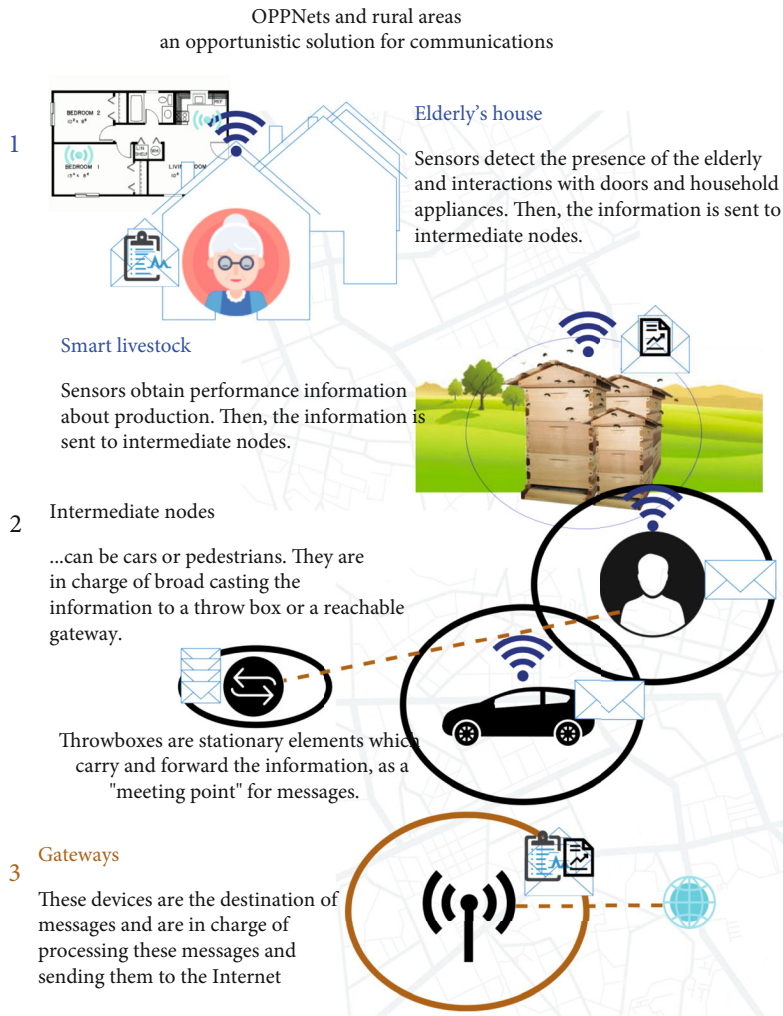 OPPNets and rural areas
an opportunistic solution for communications
1
BEDROOM 2
REF
BEDROOM 1
Elderly's house
Sensors detect the presence of the elderly
and interactions with doors and household
appliances. Then, the information is sent to
intermediate nodes.
Smart livestock
Sensors obtain performance information
about production. Then, the information is
sent to intermediate nodes.
2
Intermediate nodes
...can be cars or pedestrians. They are
in charge of broad casting the
information to a throw box or a reachable
gateway.
Throwboxes are stationary elements which
carry and forward the information, as a
"meeting point" for messages.
3
Gateways
These devices are the destination of
messages and are in charge of
processing these messages and
sending them to the Internet